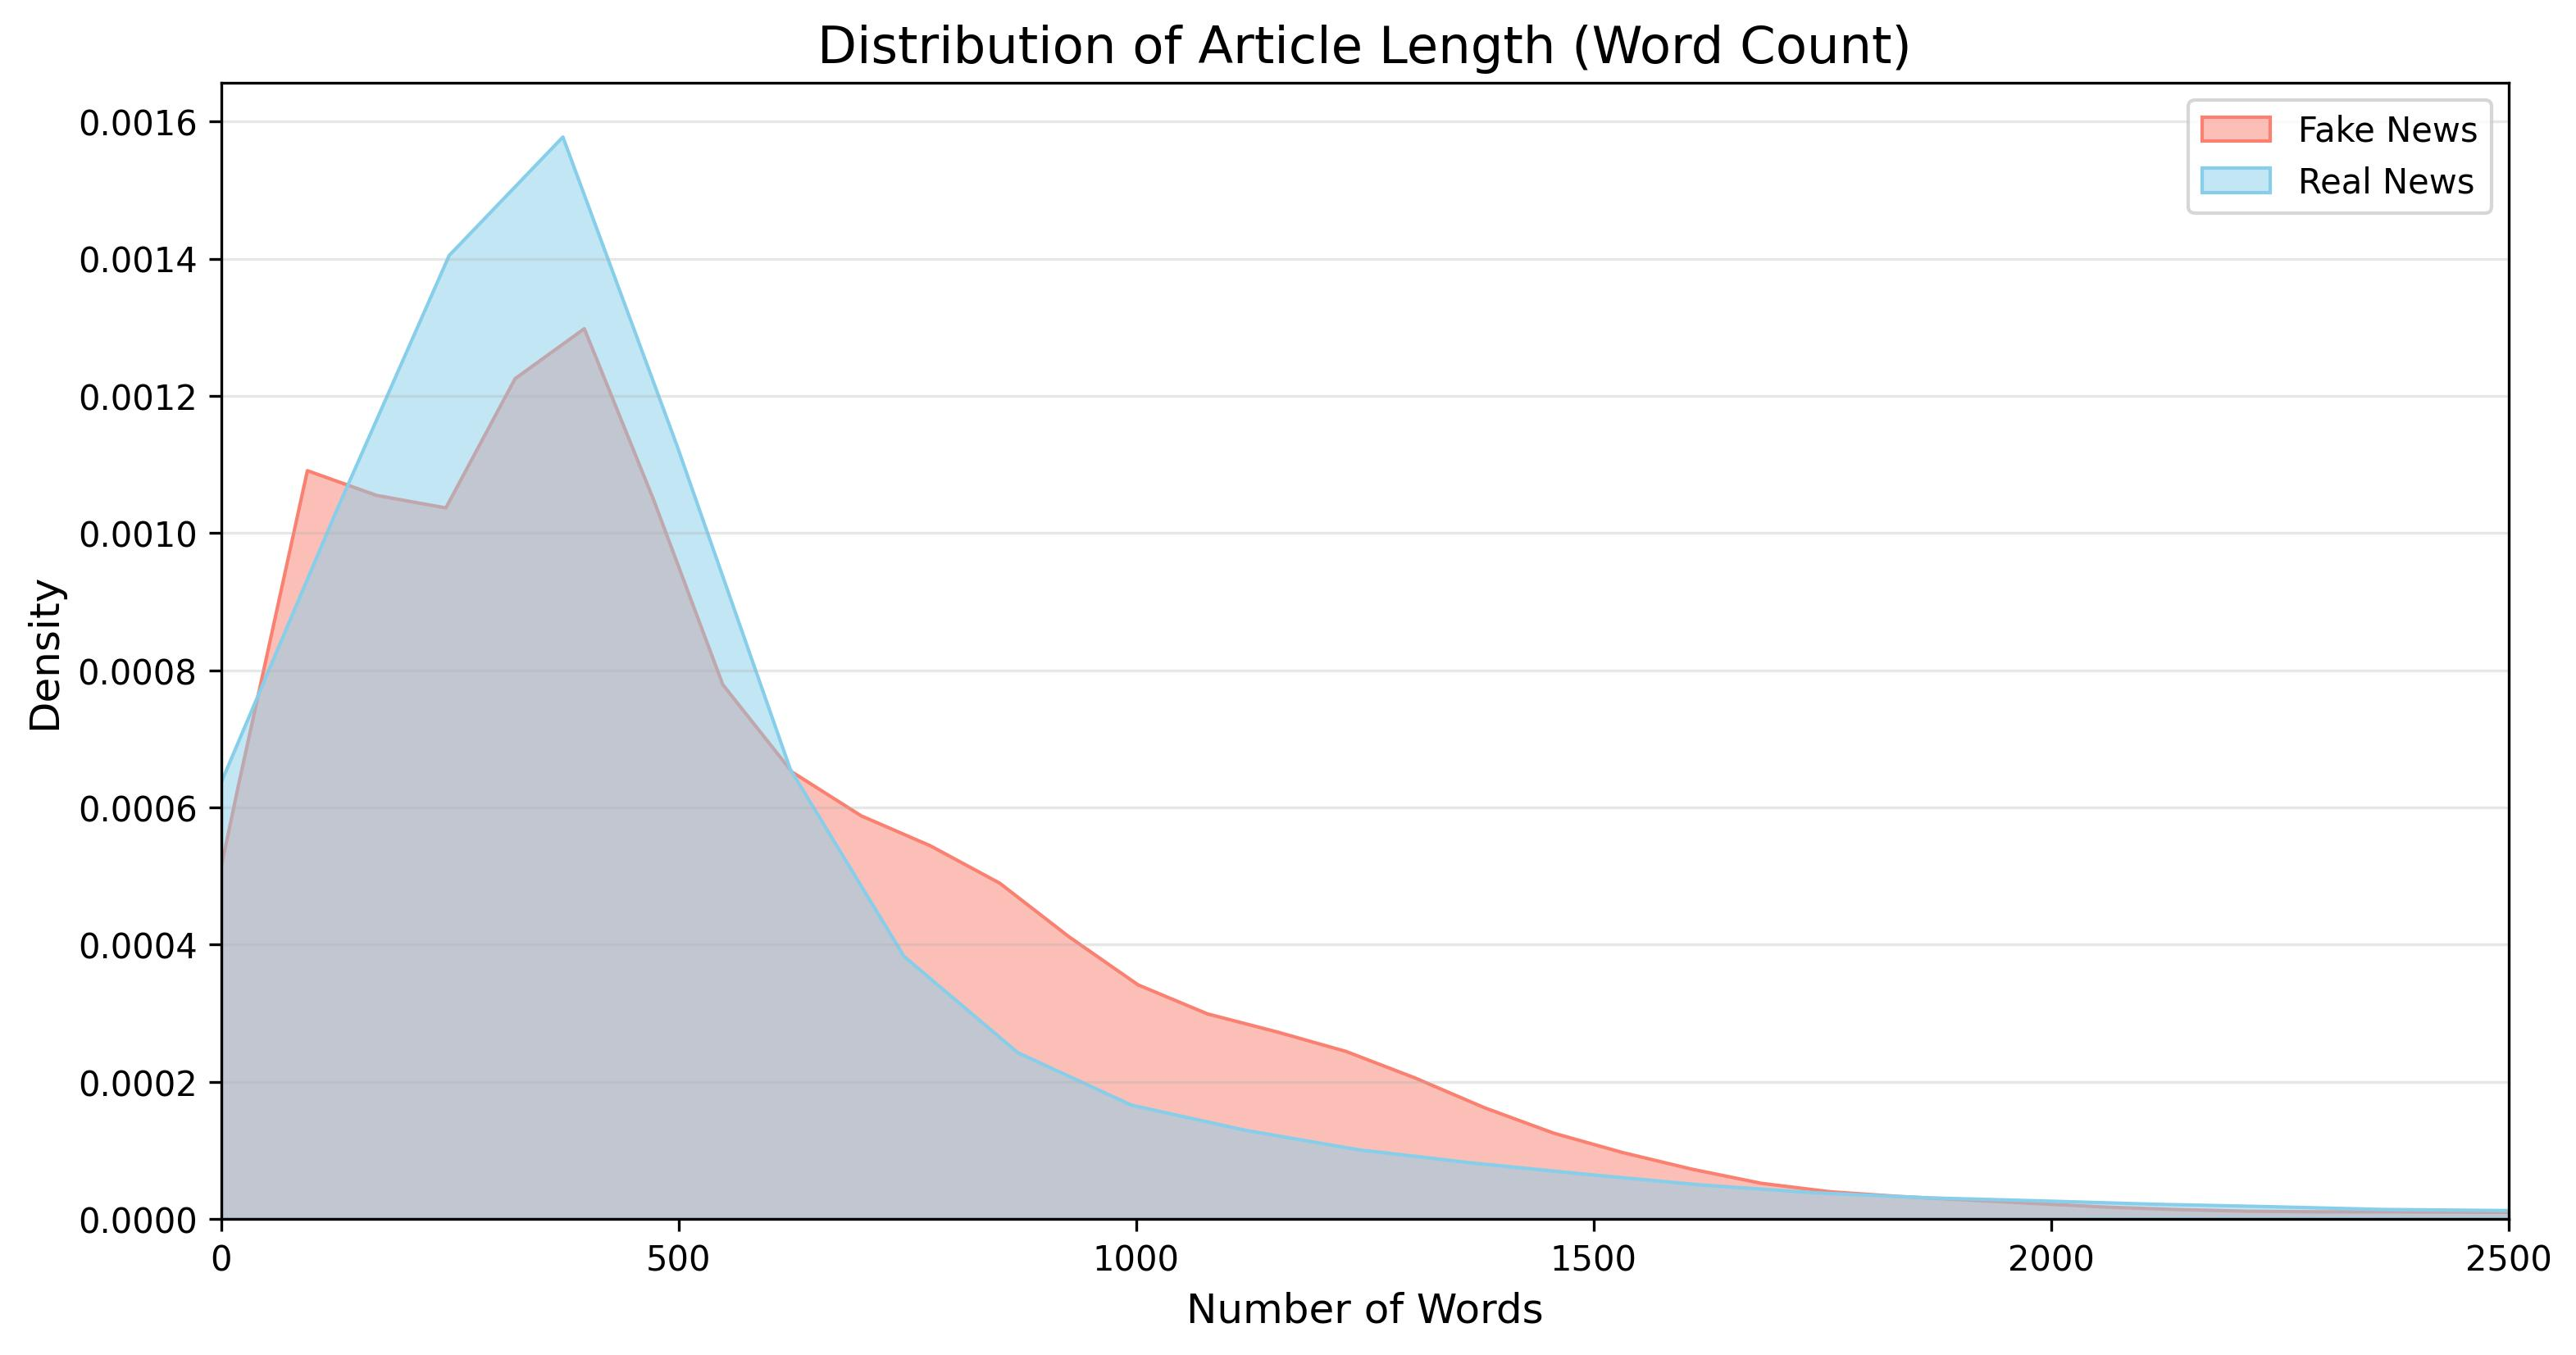 Distribution of Article Length (Word Count)
Fake News
Real News
0.0016
0.0014
0.0012
0.0010
0.0008
0.0006
0.0004
0.0002
0.0000
Density
0 500 1000 1500 2000 2500
Number of Words